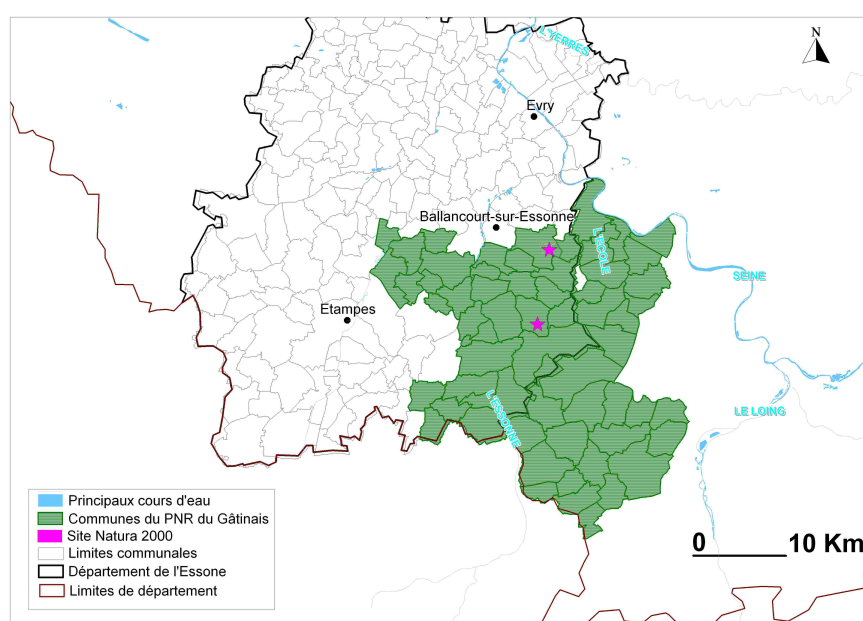 L'YERRES
N
Evry
Ballancourt-sur-Essonne
L'ECOLE
SEINE
Etampes
L'ESSONNE
LE LOING
Principaux cours d'eau
Communes du PNR du Gâtinais
Site Natura 2000
Limites communales
Département de l'Essone
Limites de département
0 10 Km